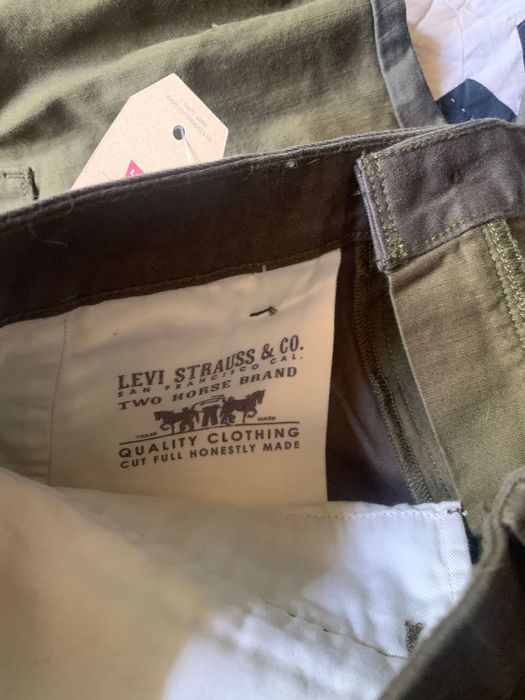 LEVI STRAUSS & CO.
SAN FRANCISCO CAL.
TWO HORSE BRAND
TRADE MARK
QUALITY CLOTHING
CUT FULL HONESTLY MADE